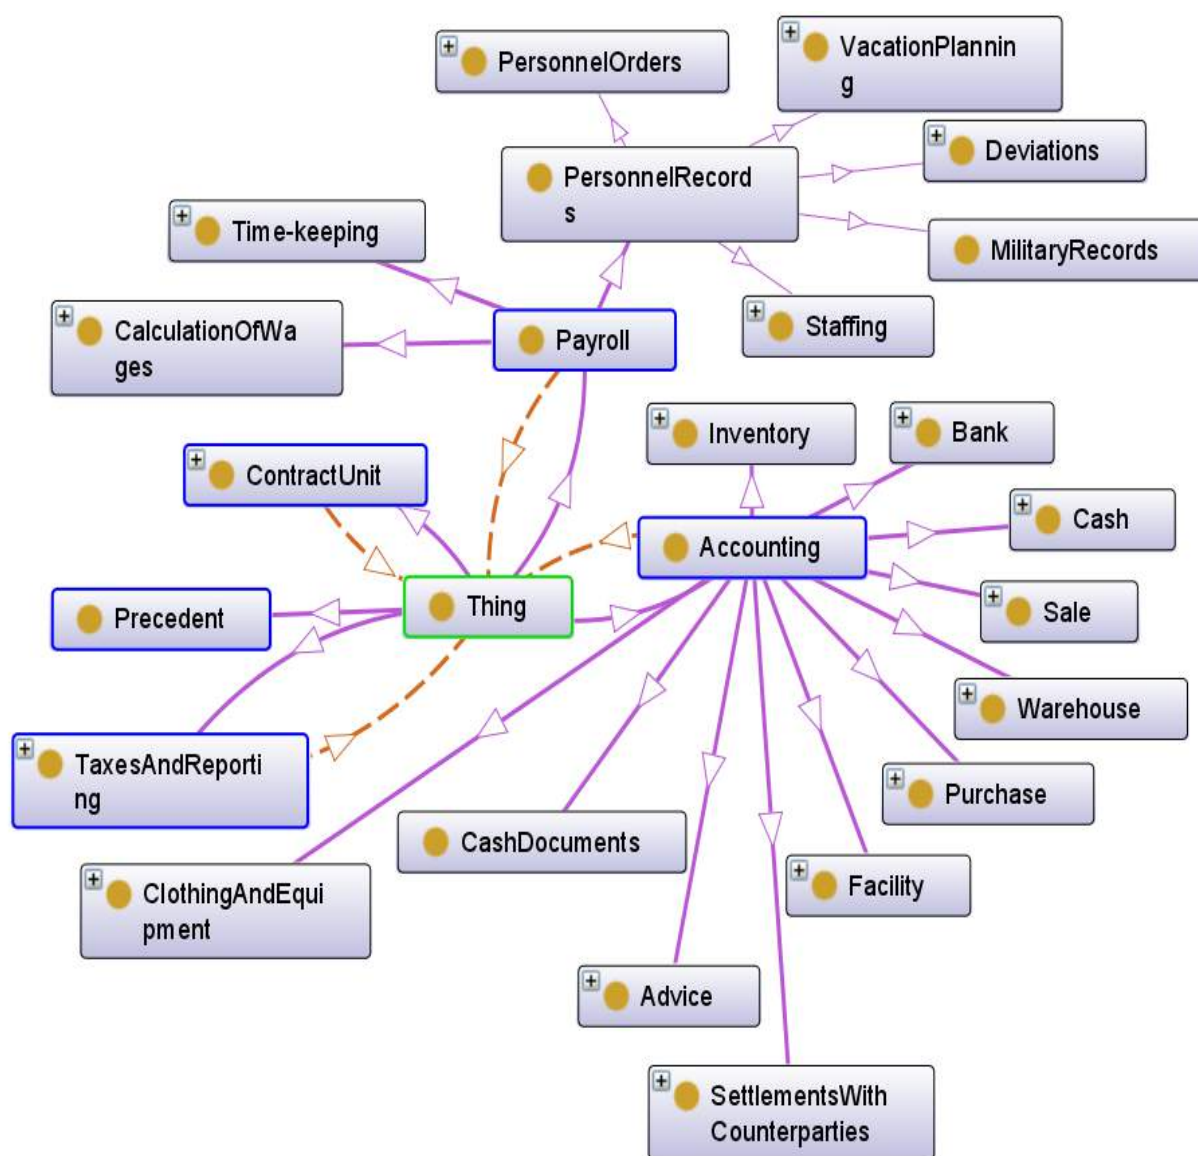 PersonnelOrders
VacationPlannin
g
Deviations
PersonnelRecord
s
Time-keeping
MilitaryRecords
CalculationOfWa
ges
Payroll
Staffing
Inventory
Bank
ContractUnit
Cash
Accounting
Thing
Precedent
Sale
Warehouse
TaxesAndReporti
ng
Purchase
CashDocuments
Facility
ClothingAndEqui
pment
Advice
SettlementsWith
Counterparties